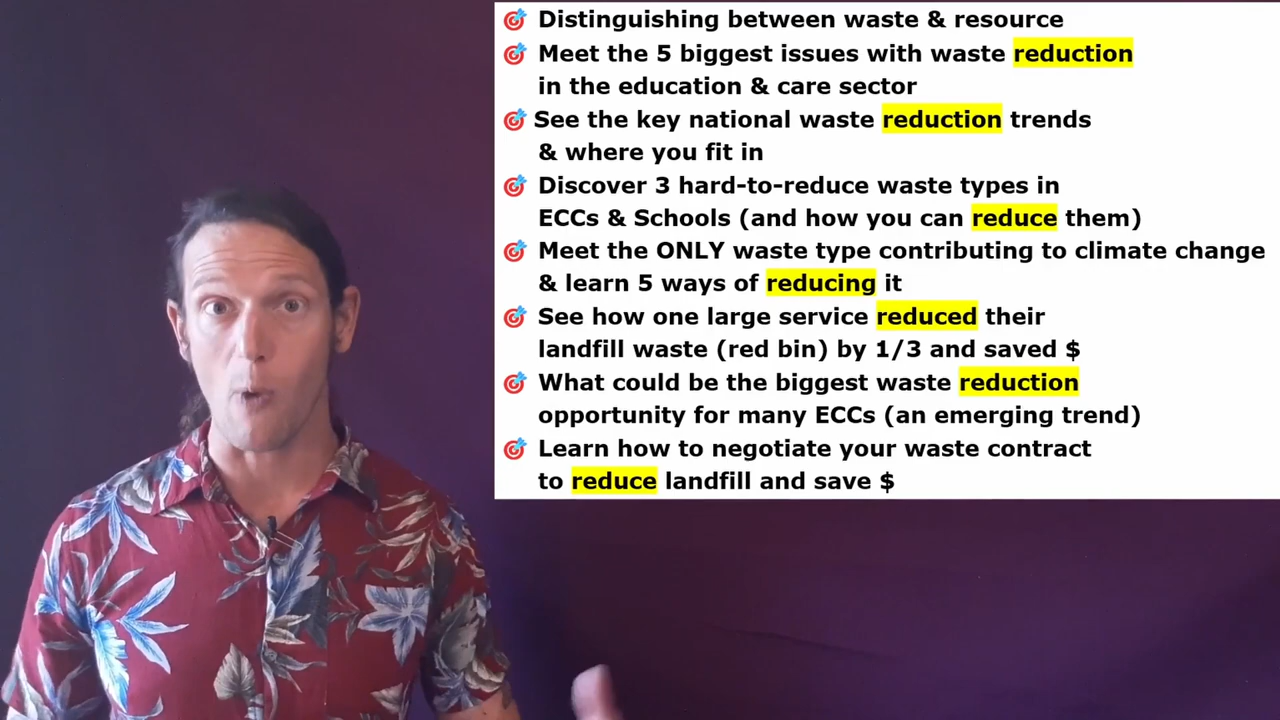 🎯 Distinguishing between waste & resource
🎯 Meet the 5 biggest issues with waste reduction
in the education & care sector
🎯 See the key national waste reduction trends
& where you fit in
🎯 Discover 3 hard-to-reduce waste types in
ECCs & Schools (and how you can reduce them)
🎯 Meet the ONLY waste type contributing to climate change
& learn 5 ways of reducing it
🎯 See how one large service reduced their
landfill waste (red bin) by 1/3 and saved $
🎯 What could be the biggest waste reduction
opportunity for many ECCs (an emerging trend)
🎯 Learn how to negotiate your waste contract
to reduce landfill and save $